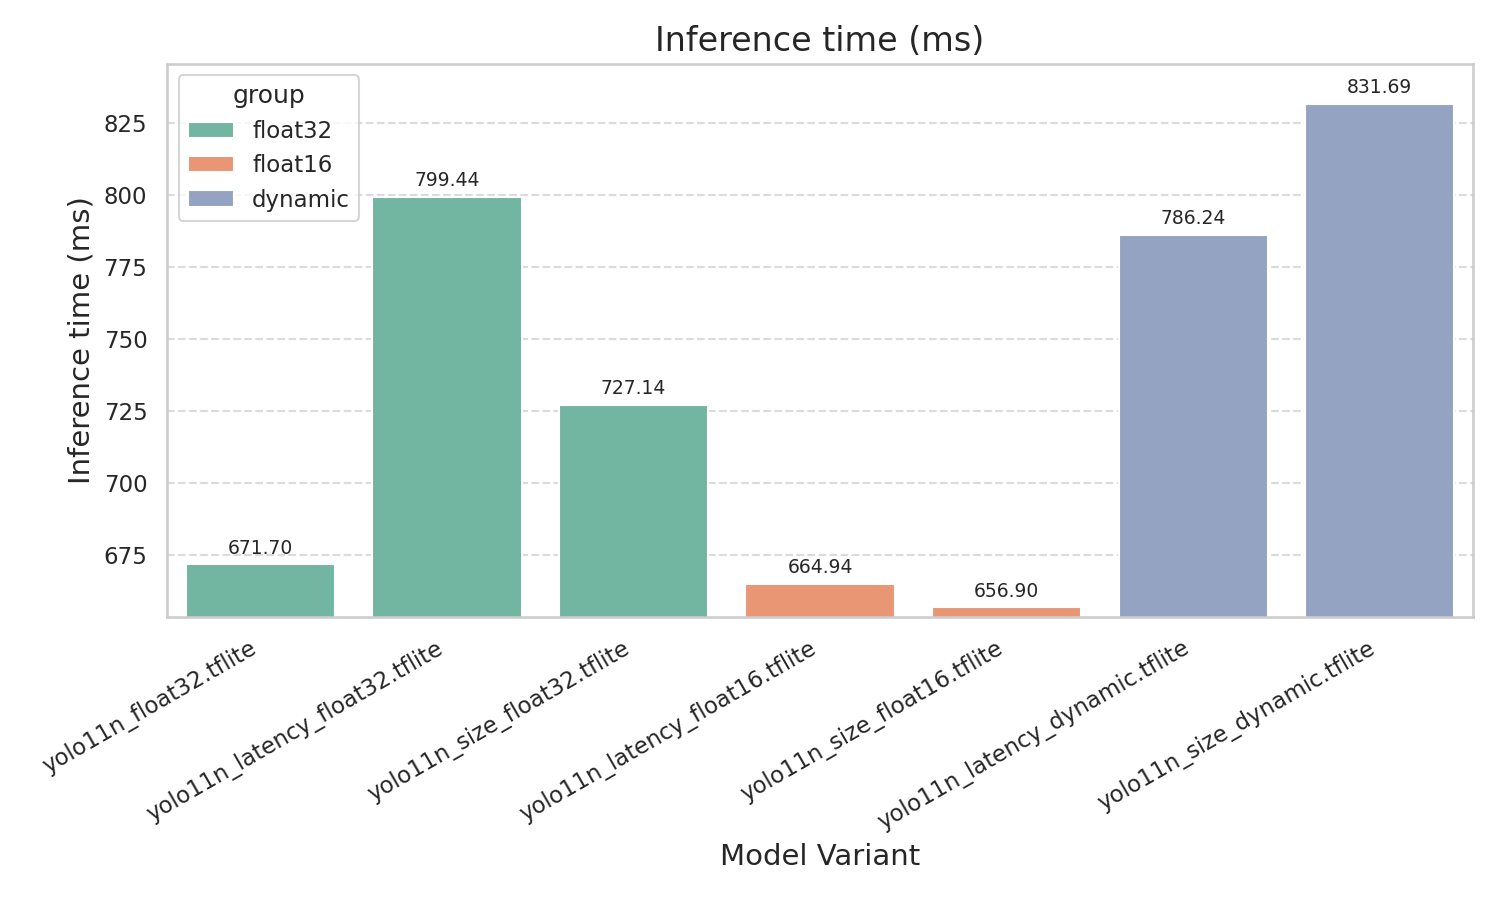 Inference time (ms)
group
float32
float16
dynamic
Inference time (ms)
825
800
775
750
725
700
675
671.70
799.44
727.14
664.94
656.90
786.24
831.69
yolo11n_float32.tflite
yolo11n_latency_float32.tflite
yolo11n_size_float32.tflite
yolo11n_latency_float16.tflite
yolo11n_size_float16.tflite
yolo11n_latency_dynamic.tflite
yolo11n_size_dynamic.tflite
Model Variant